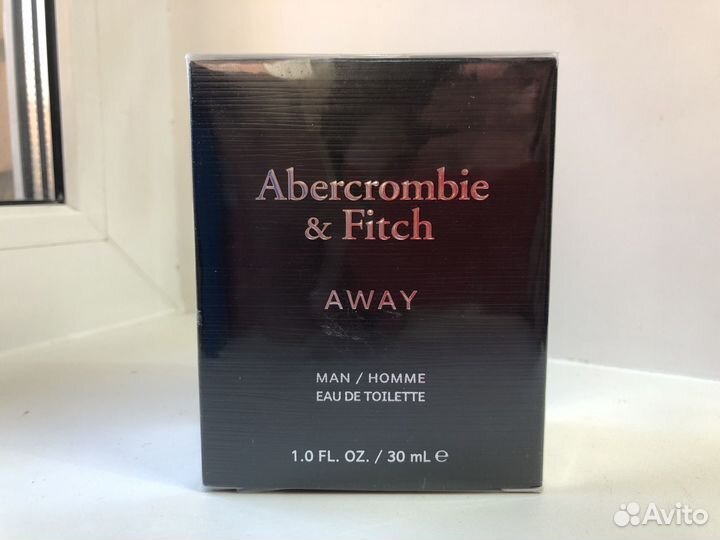 Abercrombie
& Fitch
AWAY
MAN / HOMME
EAU DE TOILETTE
1.0 FL. OZ. / 30 mL ℮
Avito